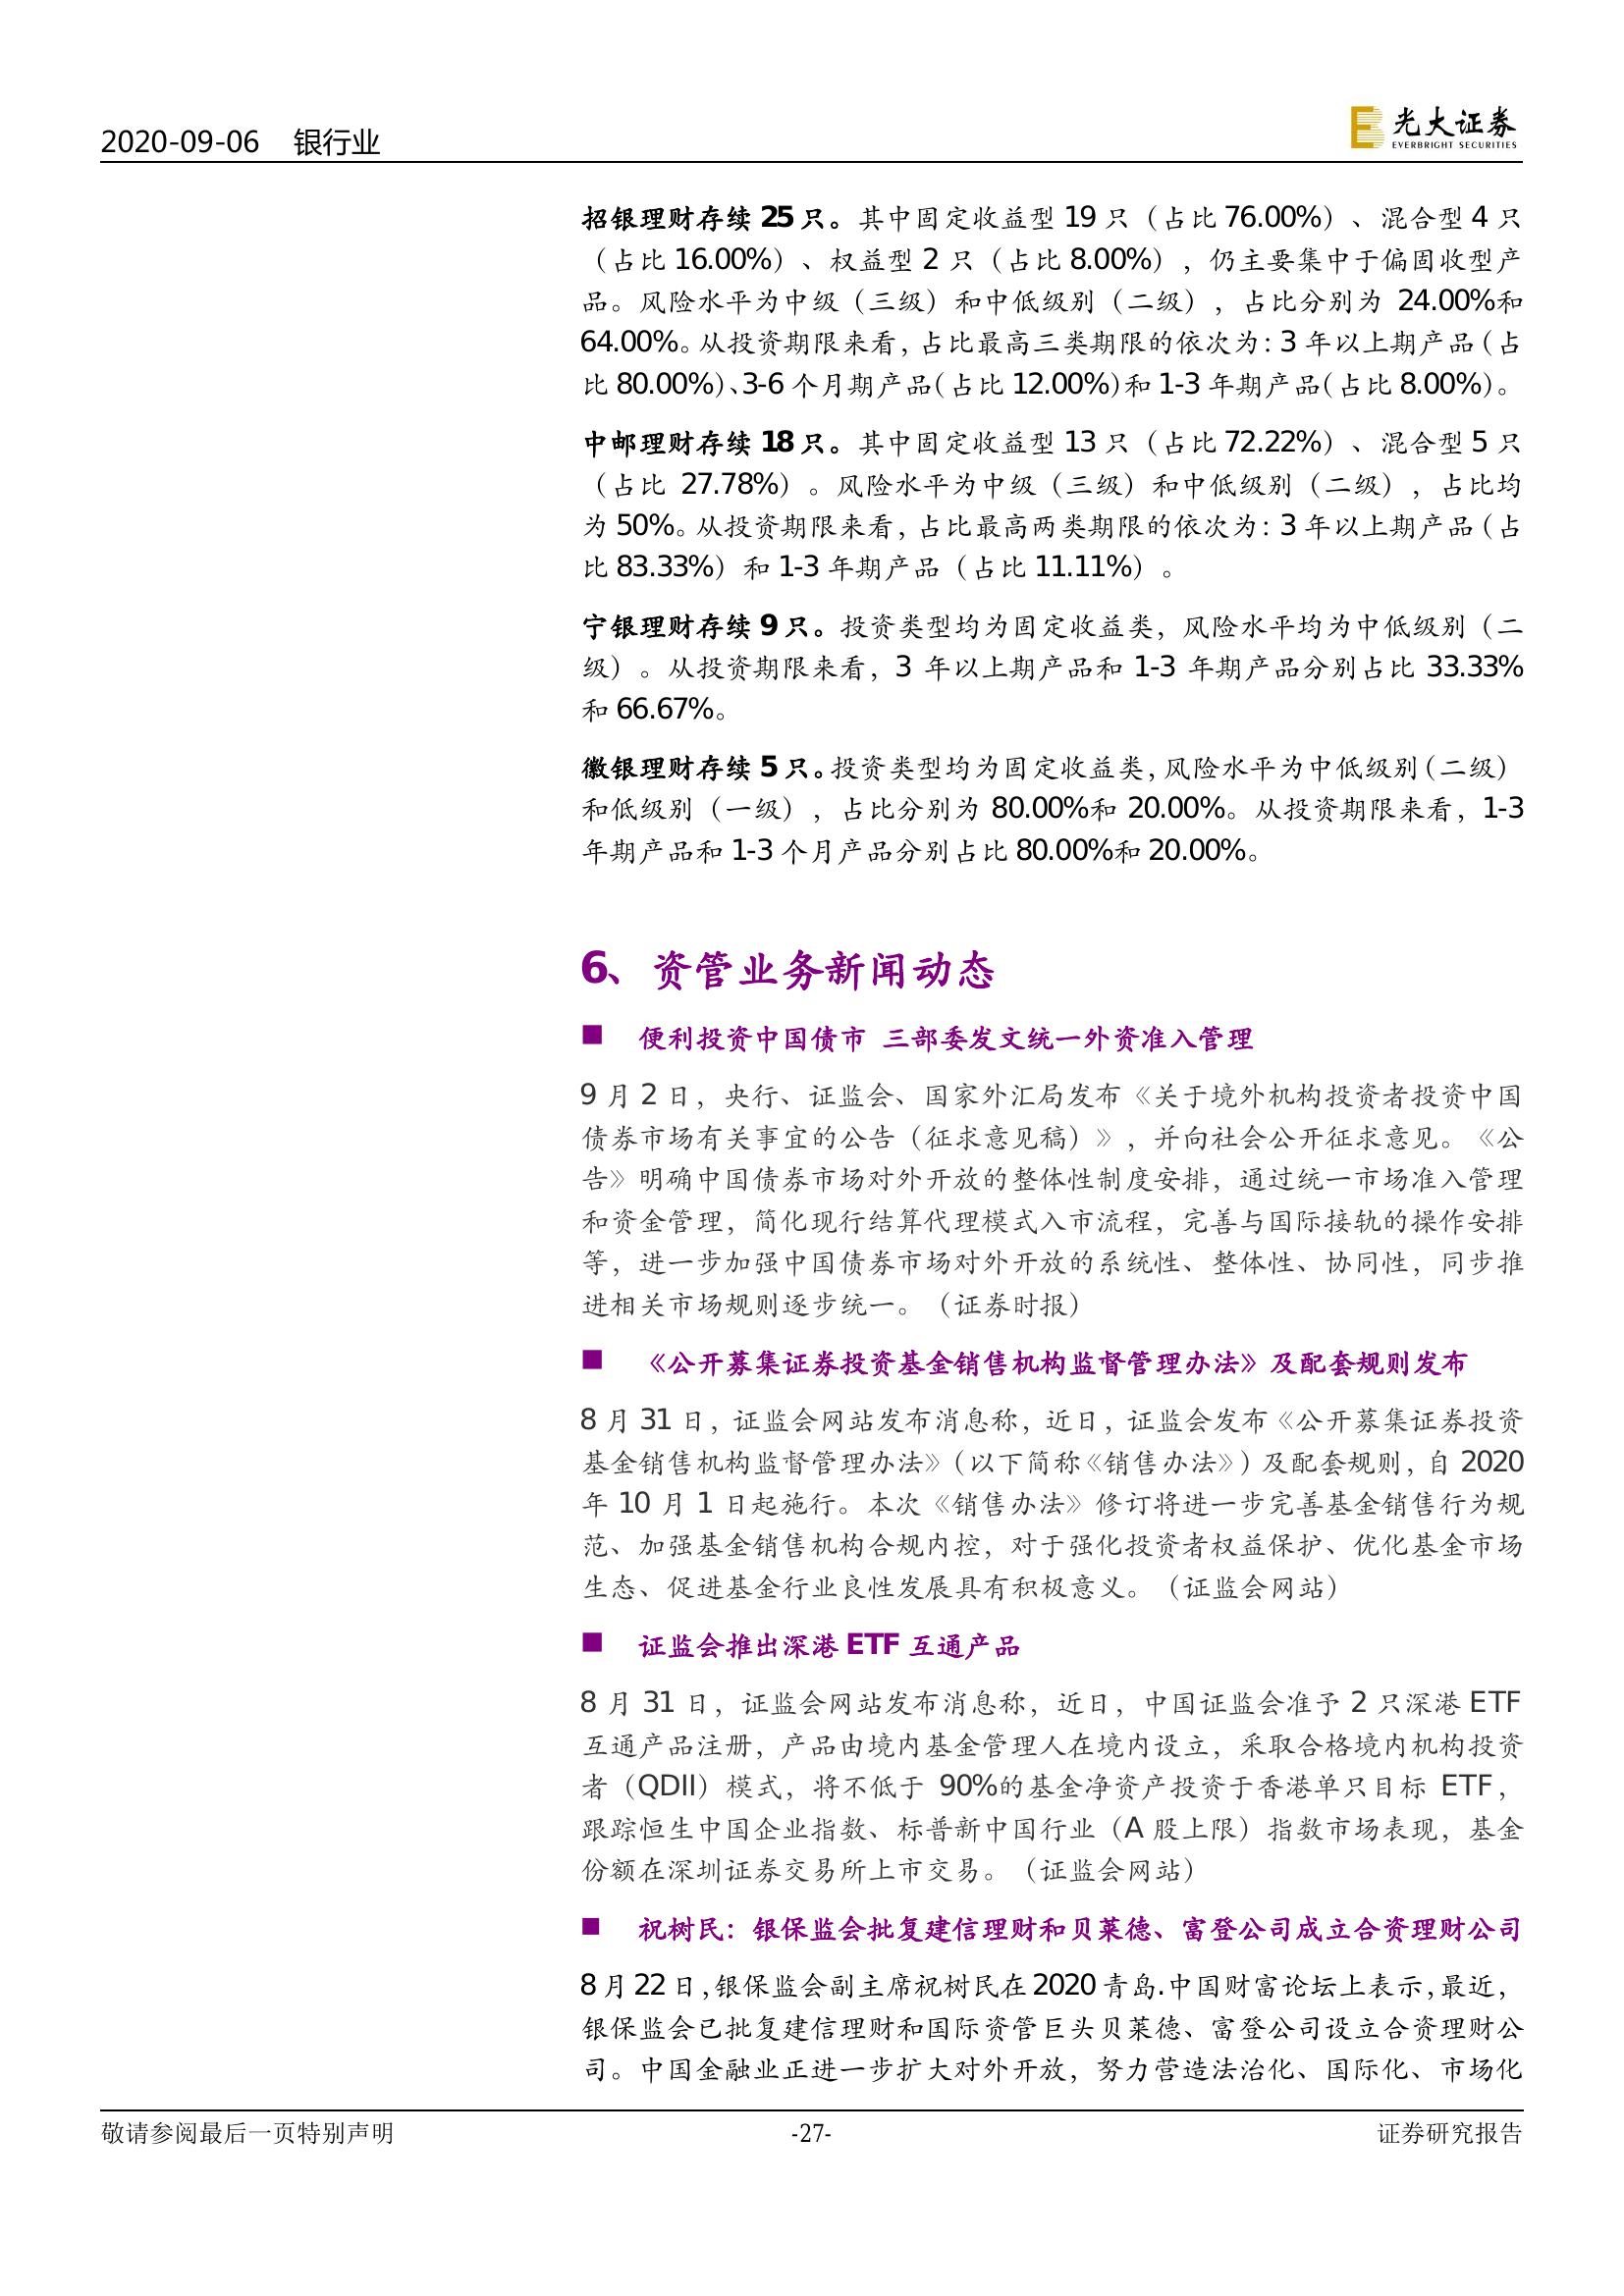 2020-09-06 银行业
光大证券
EVERBRIGHT SECURITIES
招银理财存续 25 只。其中固定收益型 19 只（占比 76.00%）、混合型 4 只
（占比 16.00%）、权益型 2 只（占比 8.00%），仍主要集中于偏固收型产
品。风险水平为中级（三级）和中低级别（二级），占比分别为 24.00%和
64.00%。从投资期限来看，占比最高三类期限的依次为：3 年以上期产品（占
比 80.00%）、3-6 个月期产品（占比 12.00%）和 1-3 年期产品（占比 8.00%）。
中邮理财存续 18 只。其中固定收益型 13 只（占比 72.22%）、混合型 5 只
（占比 27.78%）。风险水平为中级（三级）和中低级别（二级），占比均
为 50%。从投资期限来看，占比最高两类期限的依次为：3 年以上期产品（占
比 83.33%）和 1-3 年期产品（占比 11.11%）。
宁银理财存续 9 只。投资类型均为固定收益类，风险水平均为中低级别（二
级）。从投资期限来看，3 年以上期产品和 1-3 年期产品分别占比 33.33%
和 66.67%。
徽银理财存续 5 只。投资类型均为固定收益类，风险水平为中低级别（二级）
和低级别（一级），占比分别为 80.00%和 20.00%。从投资期限来看，1-3
年期产品和 1-3 个月产品分别占比 80.00%和 20.00%。
6、资管业务新闻动态
■ 便利投资中国债市 三部委发文统一外资准入管理
9 月 2 日，央行、证监会、国家外汇局发布《关于境外机构投资者投资中国
债券市场有关事宜的公告（征求意见稿）》，并向社会公开征求意见。《公
告》明确中国债券市场对外开放的整体性制度安排，通过统一市场准入管理
和资金管理，简化现行结算代理模式入市流程，完善与国际接轨的操作安排
等，进一步加强中国债券市场对外开放的系统性、整体性、协同性，同步推
进相关市场规则逐步统一。（证券时报）
■ 《公开募集证券投资基金销售机构监督管理办法》及配套规则发布
8 月 31 日，证监会网站发布消息称，近日，证监会发布《公开募集证券投资
基金销售机构监督管理办法》（以下简称《销售办法》）及配套规则，自 2020
年 10 月 1 日起施行。本次《销售办法》修订将进一步完善基金销售行为规
范、加强基金销售机构合规内控，对于强化投资者权益保护、优化基金市场
生态、促进基金行业良性发展具有积极意义。（证监会网站）
■ 证监会推出深港 ETF 互通产品
8 月 31 日，证监会网站发布消息称，近日，中国证监会准予 2 只深港 ETF
互通产品注册，产品由境内基金管理人在境内设立，采取合格境内机构投资
者（QDII）模式，将不低于 90%的基金净资产投资于香港单只目标 ETF，
跟踪恒生中国企业指数、标普新中国行业（A 股上限）指数市场表现，基金
份额在深圳证券交易所上市交易。（证监会网站）
■ 祝树民：银保监会批复建信理财和贝莱德、富登公司成立合资理财公司
8 月 22 日，银保监会副主席祝树民在 2020 青岛.中国财富论坛上表示，最近，
银保监会已批复建信理财和国际资管巨头贝莱德、富登公司设立合资理财公
司。中国金融业正进一步扩大对外开放，努力营造法治化、国际化、市场化
敬请参阅最后一页特别声明
-27-
证券研究报告